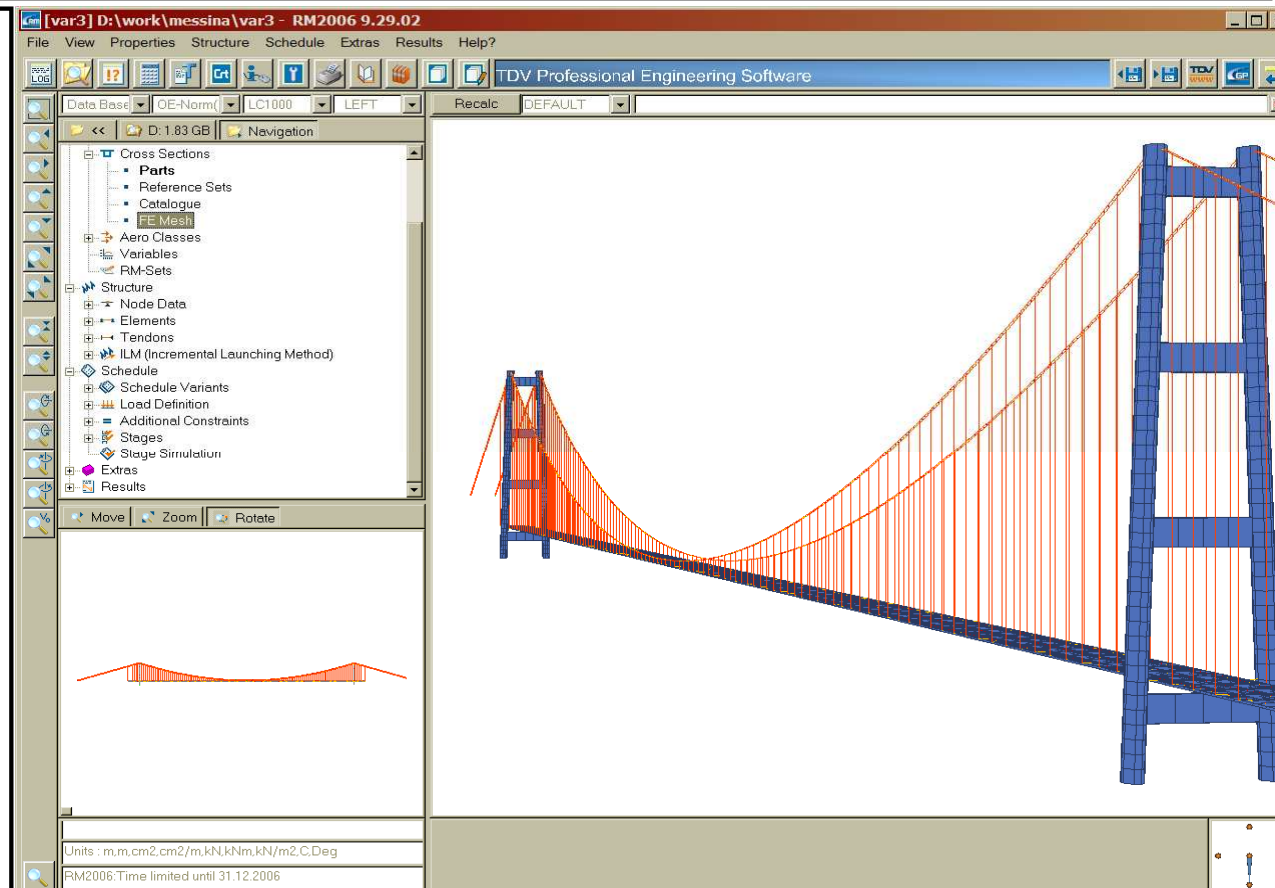 [var3] D:\work\messina\var3 - RM2006 9.29.02
File View Properties Structure Schedule Extras Results Help?
LOG !? Crt i TDV Professional Engineering Software TDV GP
Data Base OE-Norm( LC1000 LEFT Recalc DEFAULT
<< D: 1.83 GB Navigation
Cross Sections
Parts
Reference Sets
Catalogue
FE Mesh
Aero Classes
Variables
RM-Sets
Structure
Node Data
Elements
Tendons
ILM (Incremental Launching Method)
Schedule
Schedule Variants
Load Definition
Additional Constraints
Stages
Stage Simulation
Extras
Results
Move Zoom Rotate
Units : m,m,cm2,cm2/m,kN,kNm,kN/m2,C,Deg
RM2006:Time limited until 31.12.2006